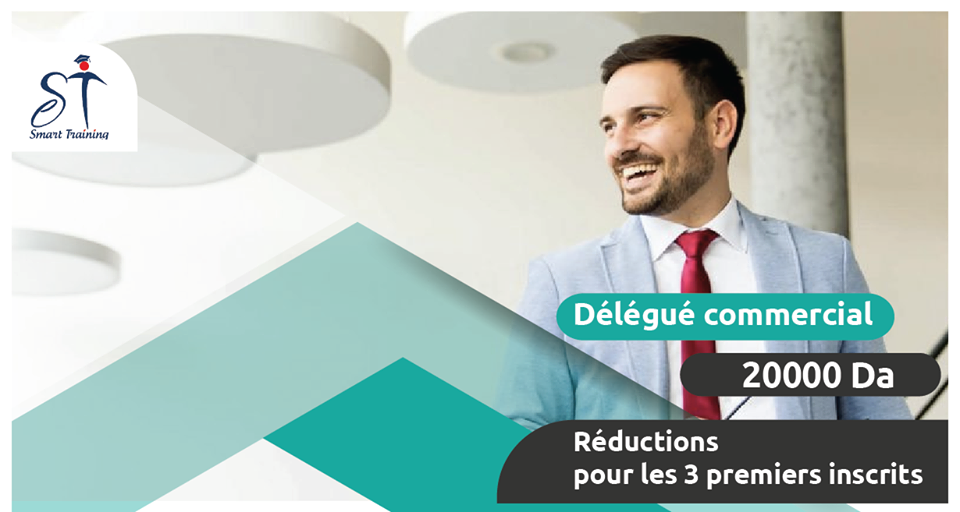 ST
Smart Training
Délégué commercial
20000 Da
Réductions
pour les 3 premiers inscrits